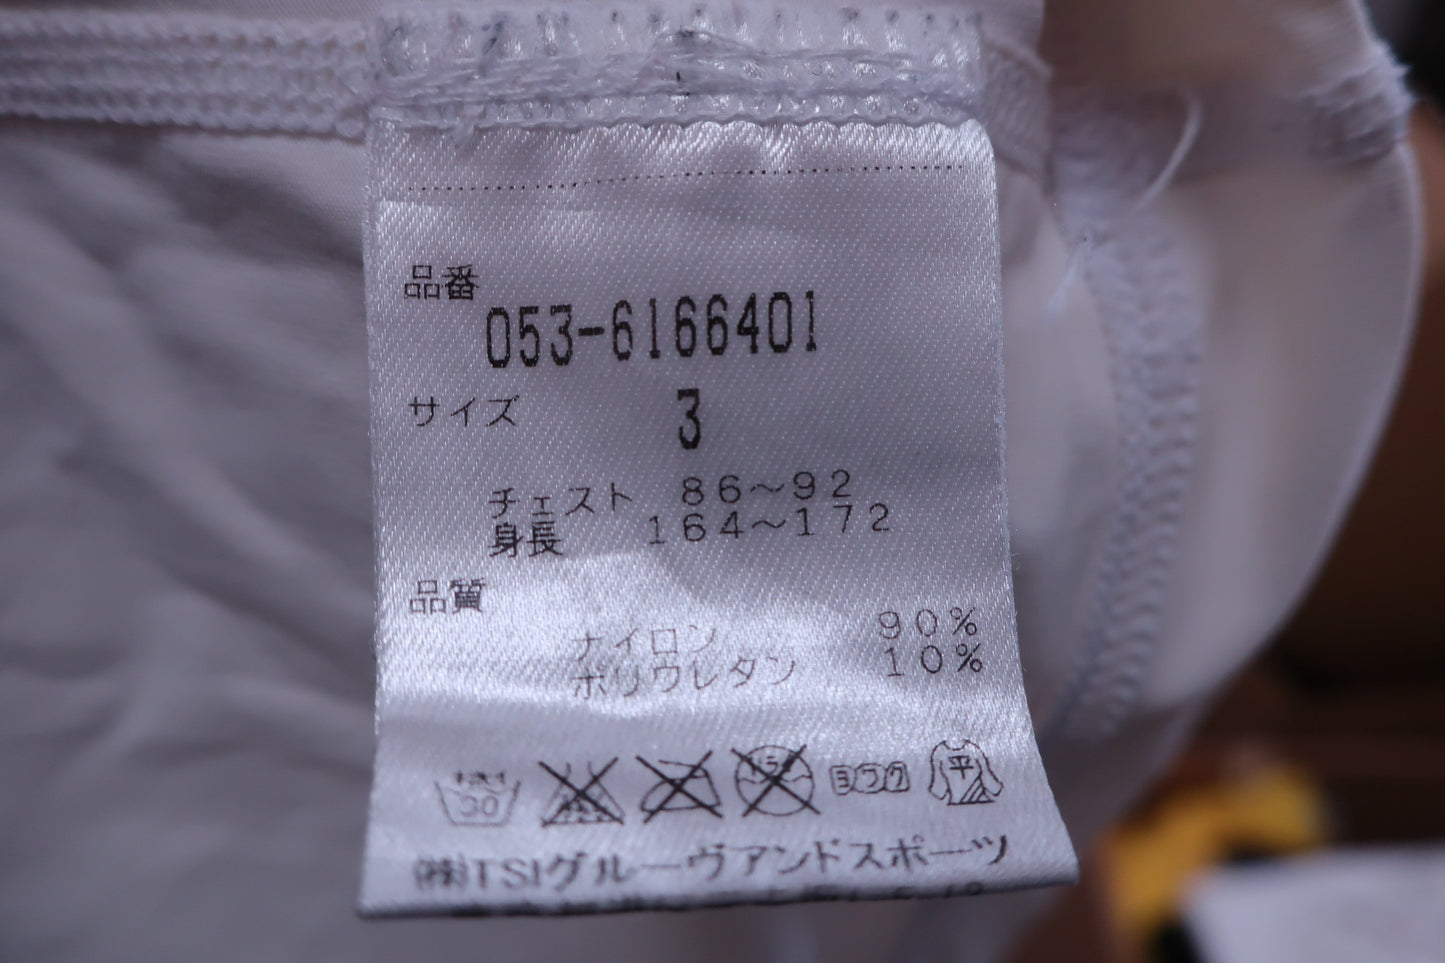 品番
053-6166401
サイズ 3
チェスト 86～92
身長 164～172
品質
ナイロン 90%
ポリウレタン 10%
30 ヨワク 平
(株)TSIグルーヴアンドスポーツ